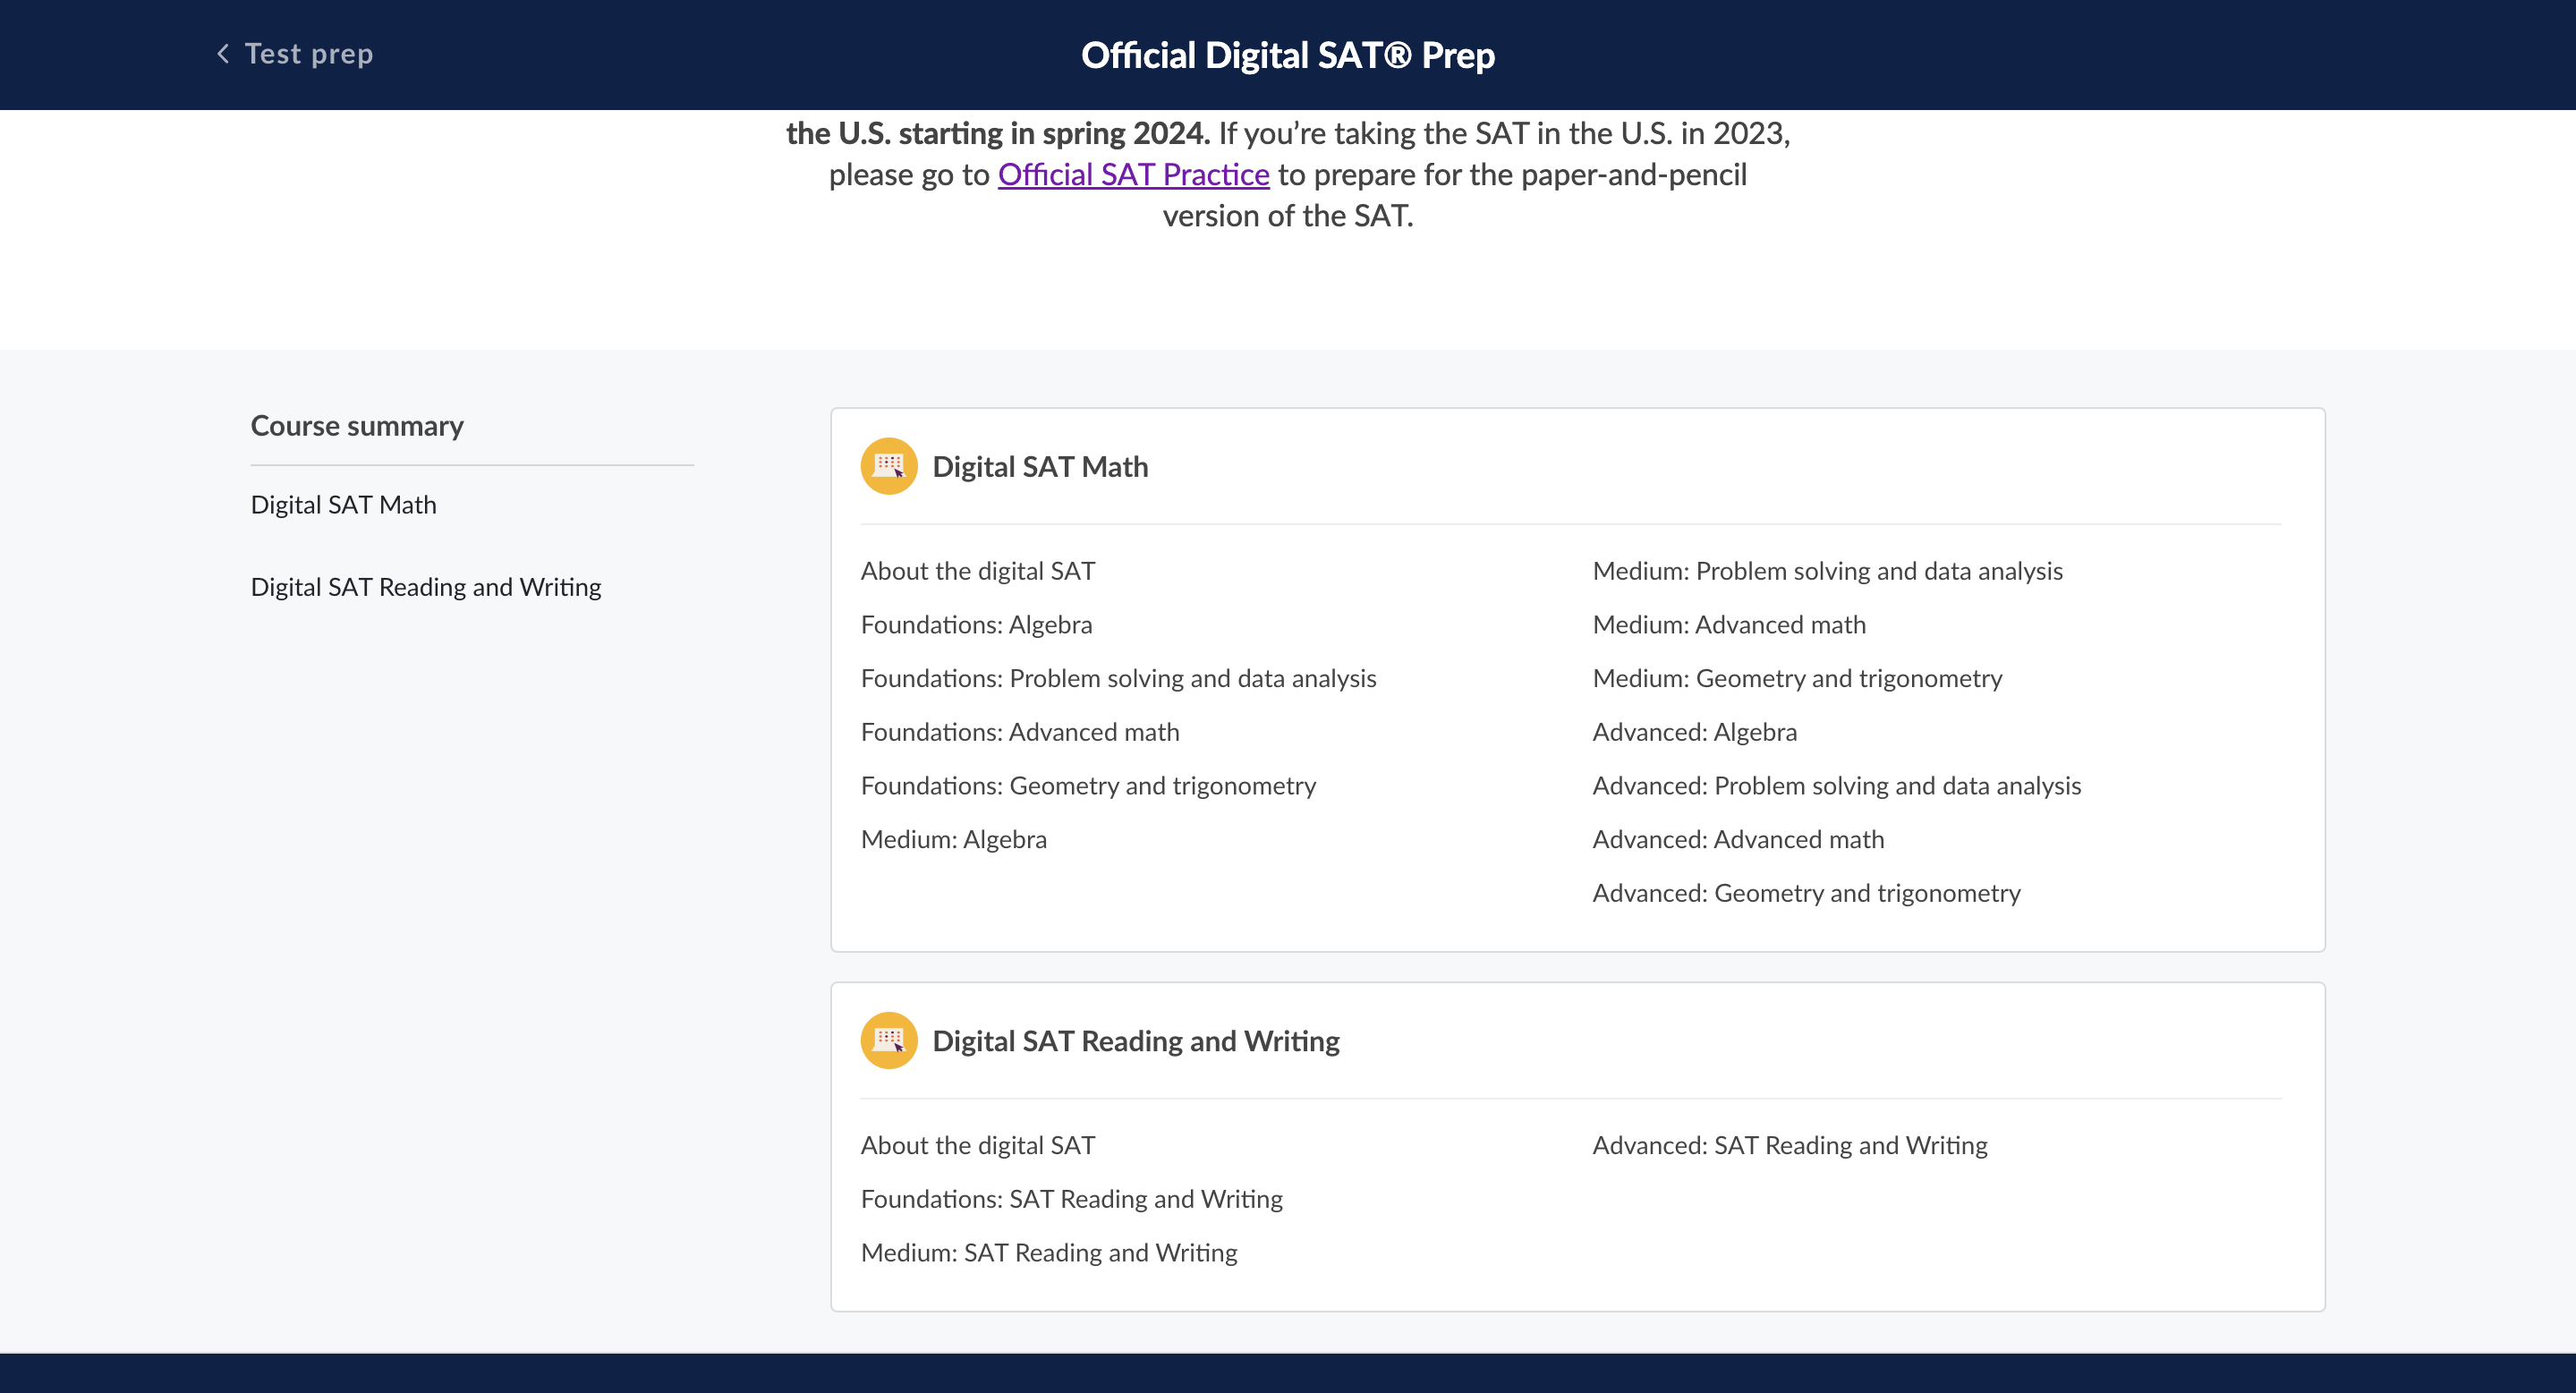 Test prep
Official Digital SAT® Prep
the U.S. starting in spring 2024. If you’re taking the SAT in the U.S. in 2023,
please go to Official SAT Practice to prepare for the paper-and-pencil
version of the SAT.
Course summary
Digital SAT Math
Digital SAT Reading and Writing
Digital SAT Math
About the digital SAT
Foundations: Algebra
Foundations: Problem solving and data analysis
Foundations: Advanced math
Foundations: Geometry and trigonometry
Medium: Algebra
Medium: Problem solving and data analysis
Medium: Advanced math
Medium: Geometry and trigonometry
Advanced: Algebra
Advanced: Problem solving and data analysis
Advanced: Advanced math
Advanced: Geometry and trigonometry
Digital SAT Reading and Writing
About the digital SAT
Foundations: SAT Reading and Writing
Medium: SAT Reading and Writing
Advanced: SAT Reading and Writing